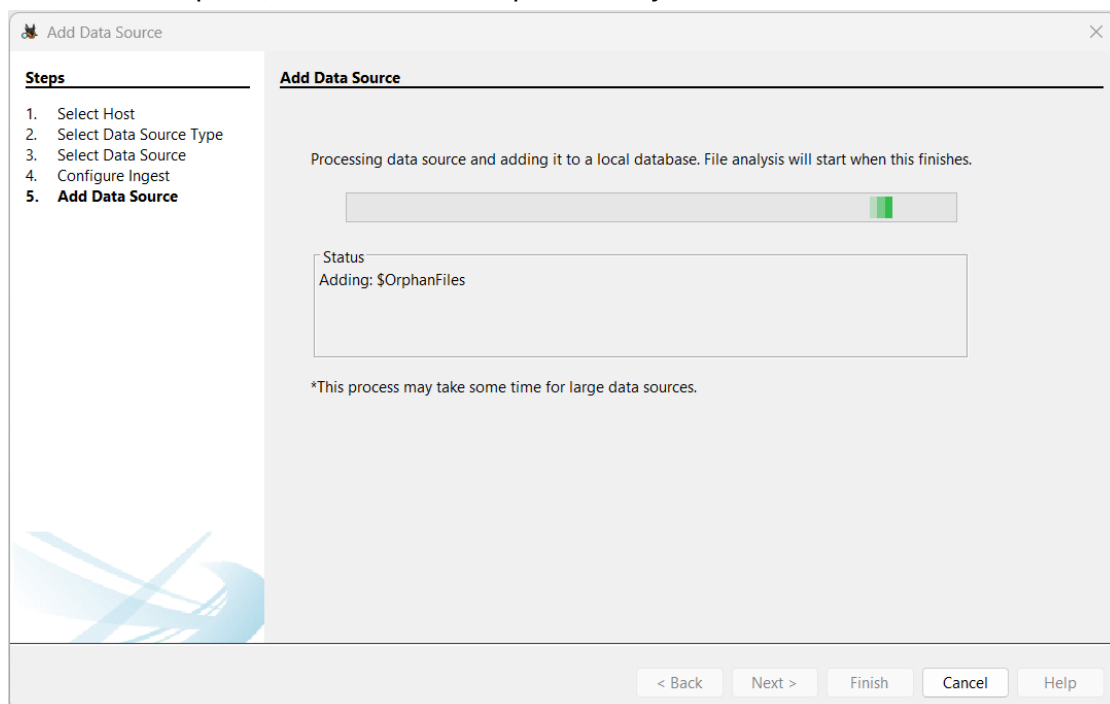 Add Data Source
Steps
1. Select Host
2. Select Data Source Type
3. Select Data Source
4. Configure Ingest
5. Add Data Source
Add Data Source
Processing data source and adding it to a local database. File analysis will start when this finishes.
Status
Adding: $OrphanFiles
*This process may take some time for large data sources.
< Back
Next >
Finish
Cancel
Help